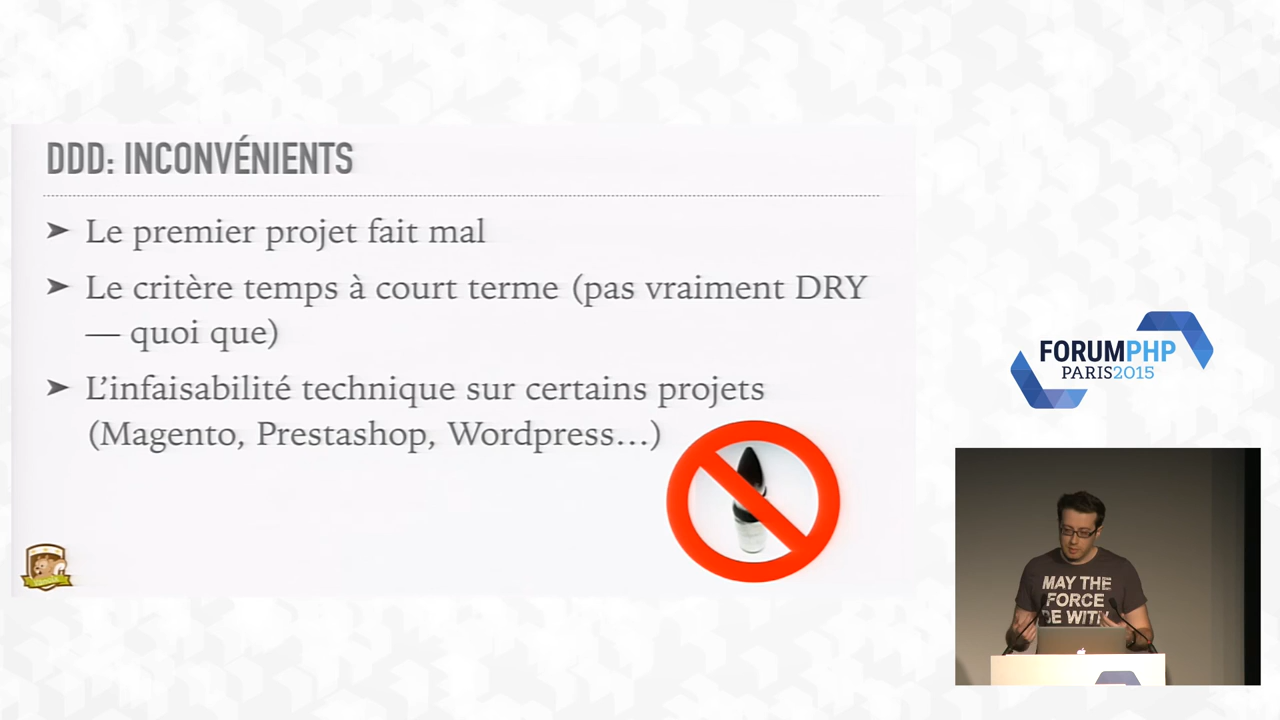 DDD: INCONVÉNIENTS
➤ Le premier projet fait mal
➤ Le critère temps à court terme (pas vraiment DRY
— quoi que)
➤ L’infaisabilité technique sur certains projets
(Magento, Prestashop, Wordpress…)
FORUMPHP
PARIS2015
MAY THE
FORCE
BE WITH